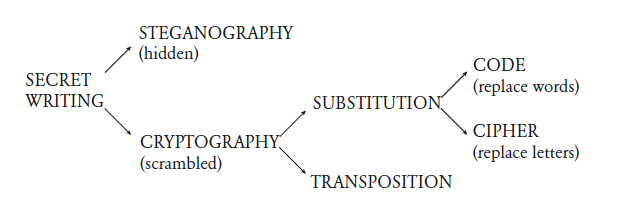 STEGANOGRAPHY
(hidden)
SECRET
WRITING
CRYPTOGRAPHY
(scrambled)
SUBSTITUTION
TRANSPOSITION
CODE
(replace words)
CIPHER
(replace letters)